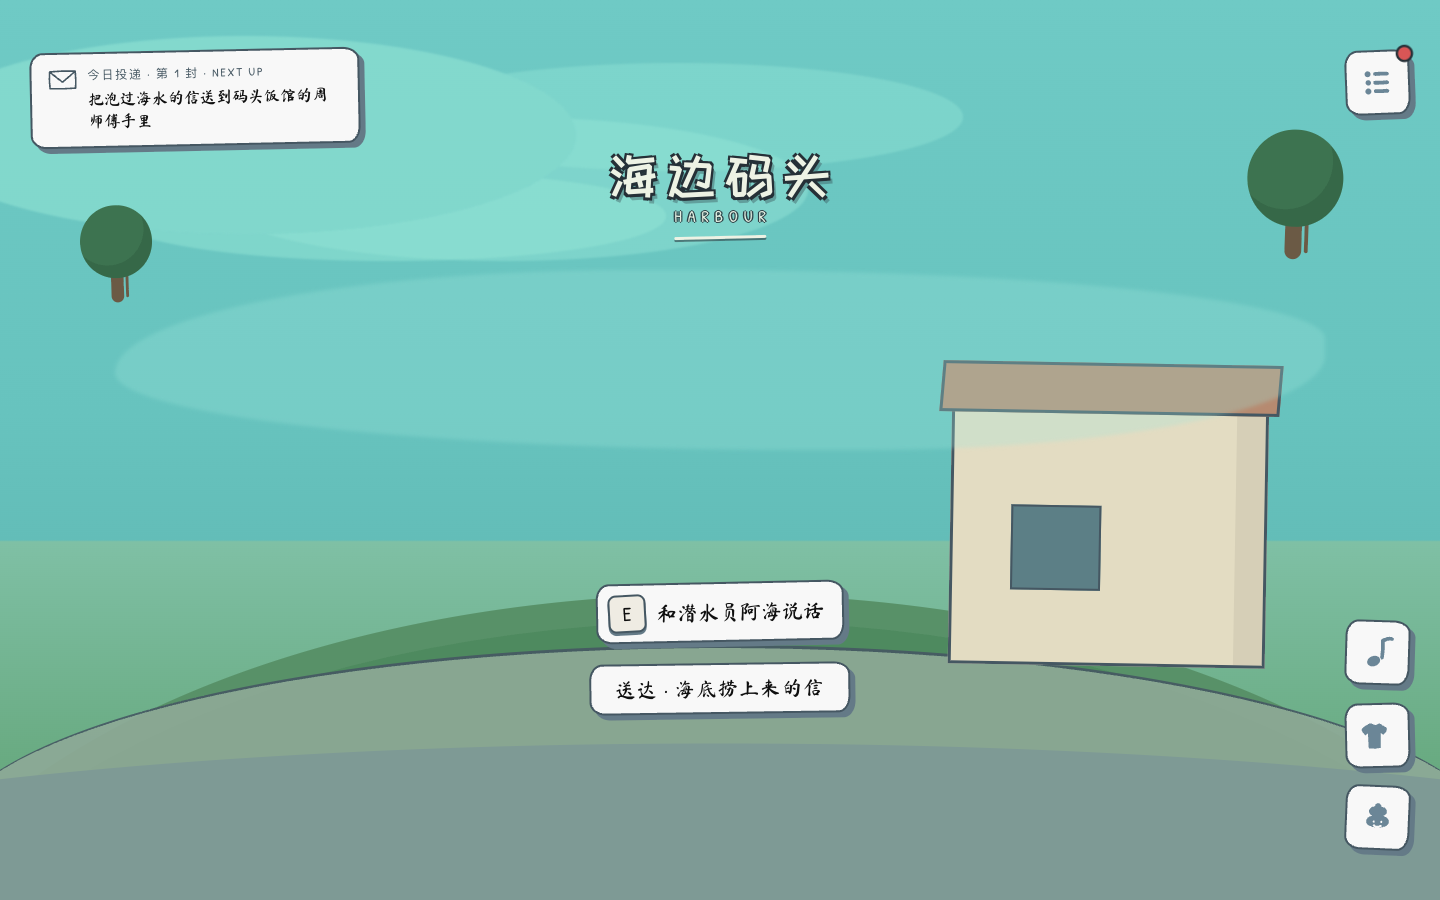 今日投递 · 第 1 封 · NEXT UP
把泡过海水的信送到码头饭馆的周
师傅手里
海边码头
HARBOUR
E 和潜水员阿海说话
送达 · 海底捞上来的信